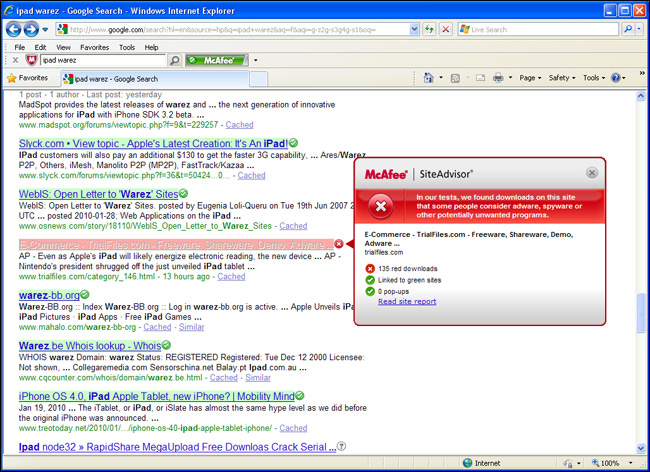 ipad warez - Google Search - Windows Internet Explorer
http://www.google.com/search?hl=en&source=hp&q=ipad+warez&aq=f&aqi=g-z2g-s3g4g-s1&oq=
Live Search
File Edit View Favorites Tools Help
ipad warez
McAfee
Favorites
ipad warez - Google Search
Page Safety Tools
1 post - 1 author - Last post: yesterday
MadSpot provides the latest releases of warez and ... the next generation of innovative
applications for iPad with iPhone SDK 3.2 beta. ...
www.madspot.org/forums/viewtopic.php?f=9&t=229257 - Cached
Slyck.com • View topic - Apple's Latest Creation: It's An iPad!
IPad customers will also pay an additional $130 to get the faster 3G capability, ... Ares/Warez
P2P, Others, iMesh, Manolito P2P (MP2P), FastTrack/Kazaa ...
www.slyck.com/forums/viewtopic.php?f=36&t=50424...0... - Cached
WebIS: Open Letter to 'Warez' Sites
WebIS: Open Letter to 'Warez' Sites. posted by Eugenia Loli-Queru on Tue 19th Jun 2007 2
UTC ... posted 2010-01-28; Web Applications on the iPad ...
www.osnews.com/story/18110/WebIS_Open_Letter_to_Warez_Sites - Cached
E-Commerce - TrialFiles.com - Freeware, Shareware, Demo, Adware ...
AP - Even as Apple's iPad will likely energize electronic reading, the new device ... AP -
Nintendo's president shrugged off the just unveiled iPad tablet ...
www.trialfiles.com/category_146.html - 13 hours ago - Cached
warez-bb.org
Warez-BB.org :: Index Warez-BB.org :: Log in warez-bb.org is active. ... Apple Unveils iPa
iPad Pictures · iPad Apps · Free iPad Games ...
www.mahalo.com/warez-bb-org - Cached - Similar
Warez.be Whois lookup - Whois
WHOIS warez Domain: warez Status: REGISTERED Registered: Tue Dec 12 2000 Licensee:
Not shown, ... Collegaremedia.com Sensorschina.net Balay.pt Ipad.com.au ...
www.cqcounter.com/whois/domain/warez.be.html - Cached - Similar
iPhone OS 4.0, iPad Apple Tablet, new iPhone? | Mobility Mind
Jan 19, 2010 ... The iTablet, or iPad, or iSlate has almost the same hype level as we did before
the original iPhone was announced. ...
www.treotoday.net/2010/01/.../iphone-os-40-ipad-apple-tablet-iphone/ - Cached
Ipad node32 » RapidShare MegaUpload Free Downloas Crack Serial ...
McAfee | SiteAdvisor
In our tests, we found downloads on this site
that some people consider adware, spyware or
other potentially unwanted programs.
E-Commerce - TrialFiles.com - Freeware, Shareware, Demo,
Adware ...
trialfiles.com
135 red downloads
Linked to green sites
0 pop-ups
Read site report
Internet
100%